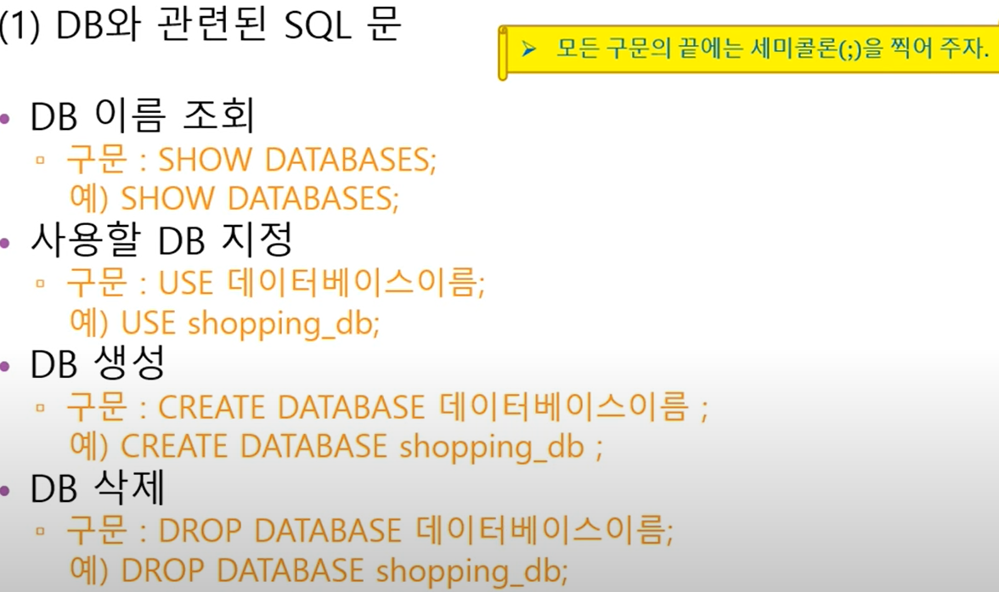 (1) DB와 관련된 SQL 문
➢ 모든 구문의 끝에는 세미콜론(;)을 찍어 주자.
• DB 이름 조회
▫ 구문 : SHOW DATABASES;
예) SHOW DATABASES;
• 사용할 DB 지정
▫ 구문 : USE 데이터베이스이름;
예) USE shopping_db;
• DB 생성
▫ 구문 : CREATE DATABASE 데이터베이스이름 ;
예) CREATE DATABASE shopping_db ;
• DB 삭제
▫ 구문 : DROP DATABASE 데이터베이스이름;
예) DROP DATABASE shopping_db;